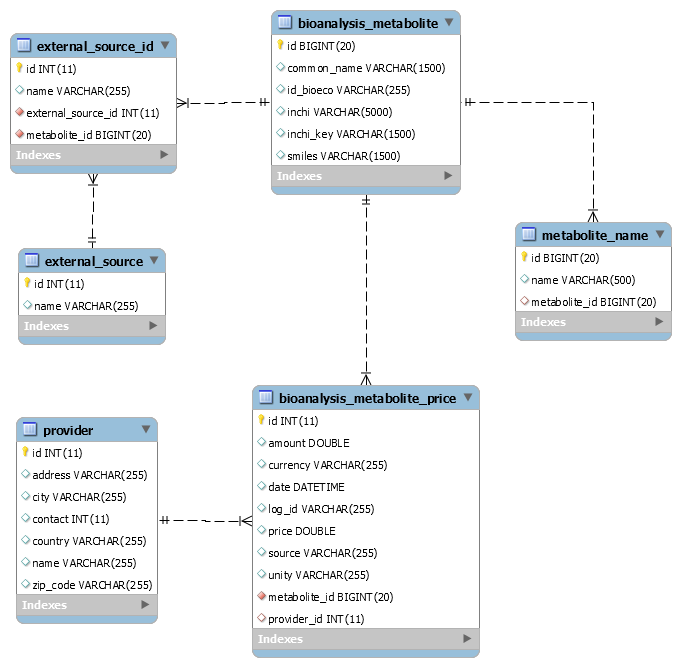 external_source_id
id INT(11)
name VARCHAR(255)
external_source_id INT(11)
metabolite_id BIGINT(20)
Indexes
bioanalysis_metabolite
id BIGINT(20)
common_name VARCHAR(1500)
id_bioeco VARCHAR(255)
inchi VARCHAR(5000)
inchi_key VARCHAR(1500)
smiles VARCHAR(1500)
Indexes
metabolite_name
id BIGINT(20)
name VARCHAR(500)
metabolite_id BIGINT(20)
Indexes
external_source
id INT(11)
name VARCHAR(255)
Indexes
provider
id INT(11)
address VARCHAR(255)
city VARCHAR(255)
contact INT(11)
country VARCHAR(255)
name VARCHAR(255)
zip_code VARCHAR(255)
Indexes
bioanalysis_metabolite_price
id INT(11)
amount DOUBLE
currency VARCHAR(255)
date DATETIME
log_id VARCHAR(255)
price DOUBLE
source VARCHAR(255)
unity VARCHAR(255)
metabolite_id BIGINT(20)
provider_id INT(11)
Indexes